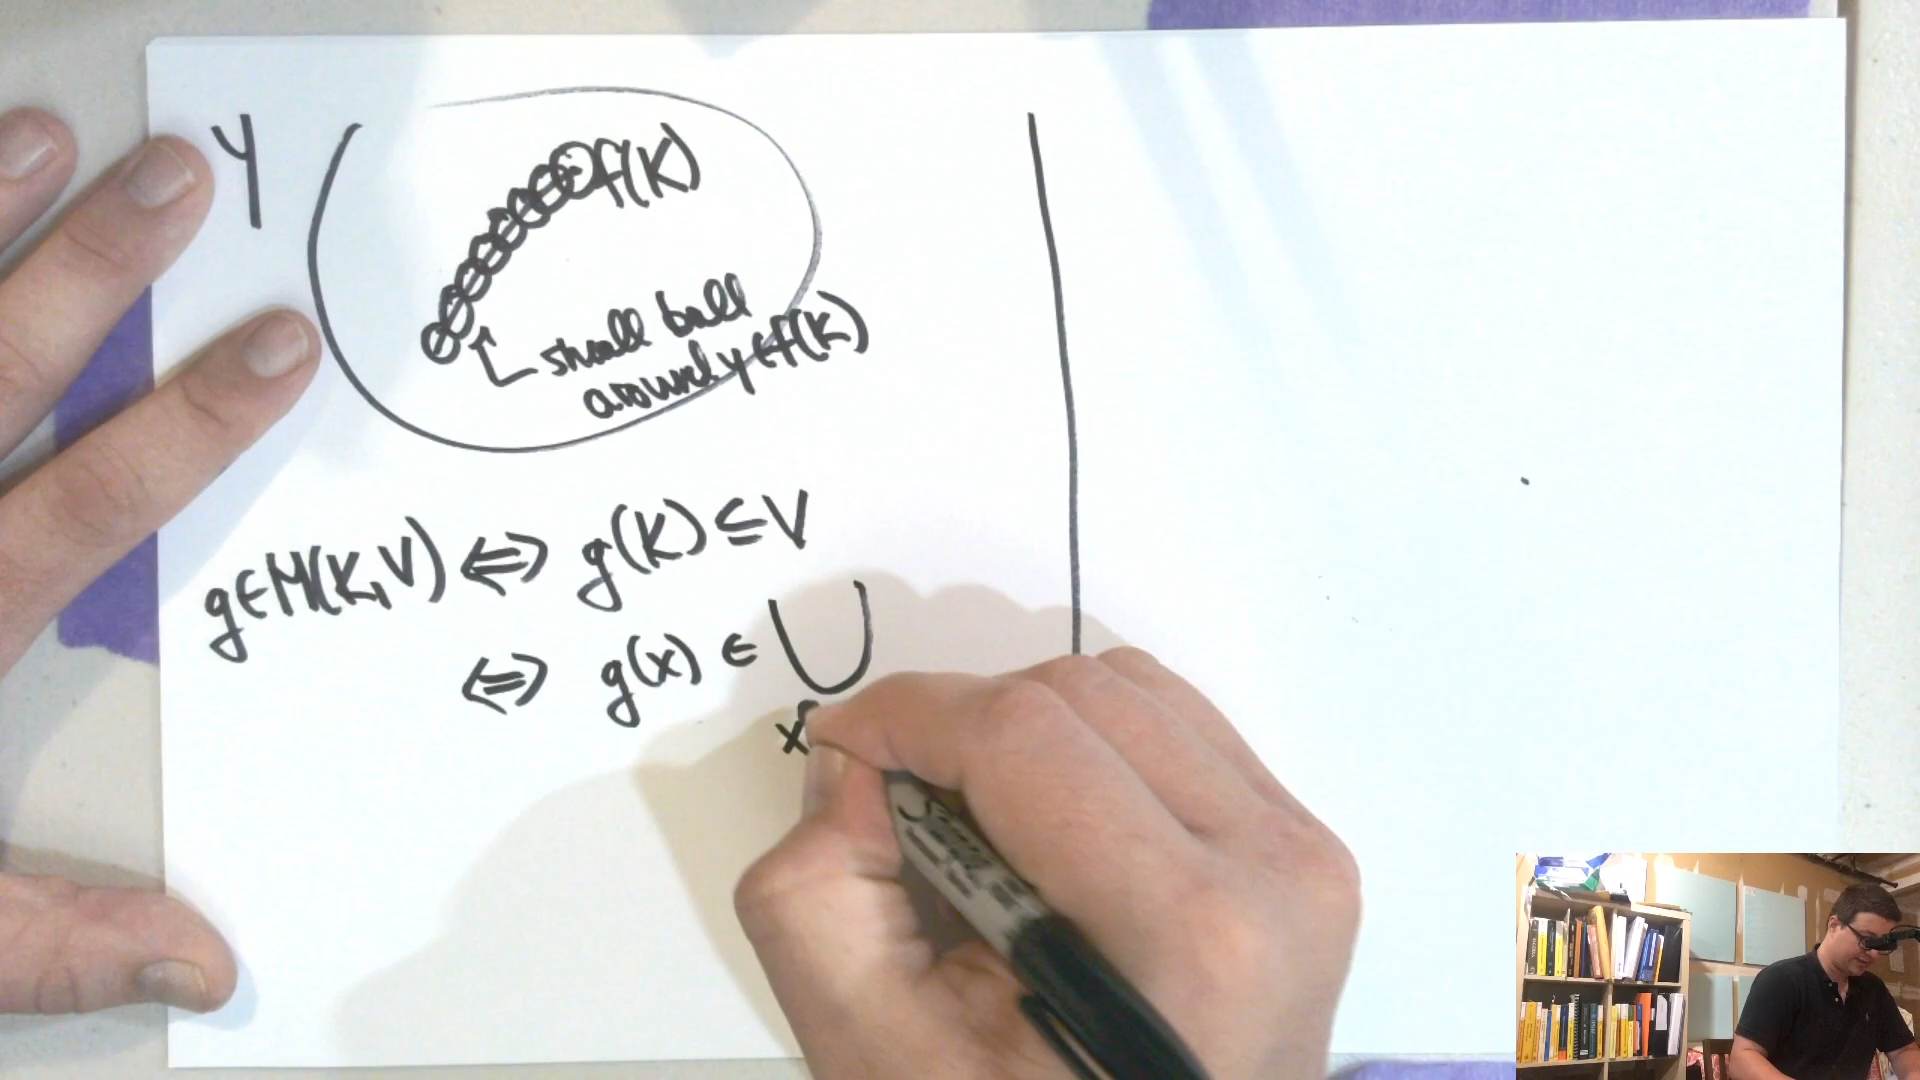 Y
f(K)
small ball
around y ∈ f(K)
g ∈ M(K, V) ⇔ g(K) ⊆ V
⇔ g(x) ∈ ⋃
x